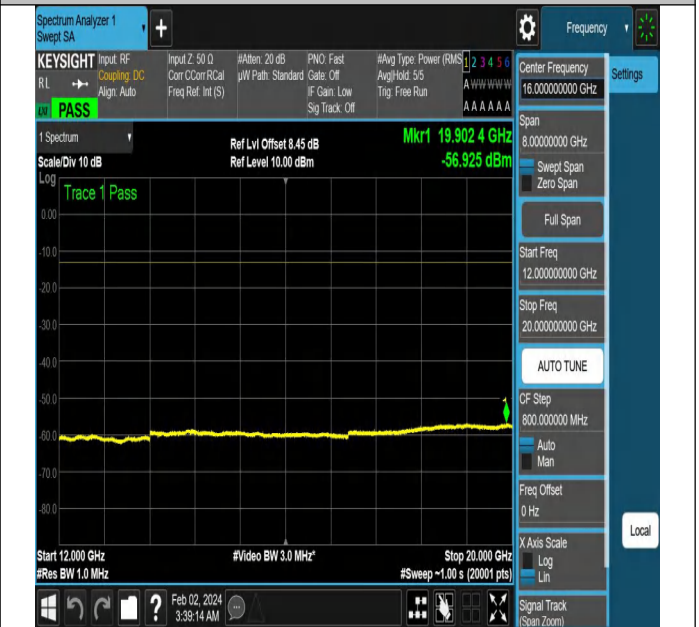 Spectrum Analyzer 1
Swept SA
+
Frequency
KEYSIGHT
RL
Input: RF
Coupling: DC
Align: Auto
Input Z: 50 Ω
Corr CCorr RCal
Freq Ref: Int (S)
#Atten: 20 dB
µW Path: Standard
PNO: Fast
Gate: Off
IF Gain: Low
Sig Track: Off
#Avg Type: Power (RMS
Avg|Hold: 5/5
Trig: Free Run
1 2 3 4 5 6
A W W W W W
A A A A A A
PASS
1 Spectrum
Scale/Div 10 dB
Ref Lvl Offset 8.45 dB
Ref Level 10.00 dBm
Mkr1 19.902 4 GHz
-56.925 dBm
Log
Trace 1 Pass
0.00
-10.0
-20.0
-30.0
-40.0
-50.0
-60.0
-70.0
-80.0
1
Start 12.000 GHz
#Res BW 1.0 MHz
#Video BW 3.0 MHz*
Stop 20.000 GHz
#Sweep ~1.00 s (20001 pts)
Feb 02, 2024
3:39:14 AM
?
Center Frequency
16.000000000 GHz
Settings
Span
8.00000000 GHz
Swept Span
Zero Span
Full Span
Start Freq
12.000000000 GHz
Stop Freq
20.000000000 GHz
AUTO TUNE
CF Step
800.000000 MHz
Auto
Man
Freq Offset
0 Hz
X Axis Scale
Log
Lin
Local
Signal Track
(Span Zoom)